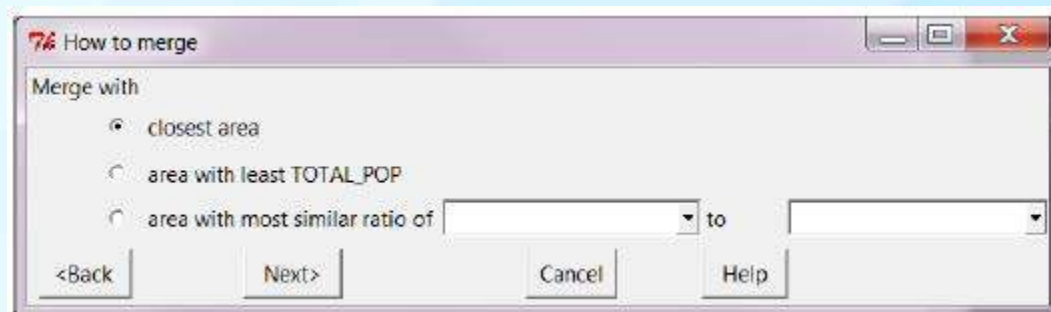 How to merge
Merge with
closest area
area with least TOTAL_POP
area with most similar ratio of to
<Back Next> Cancel Help